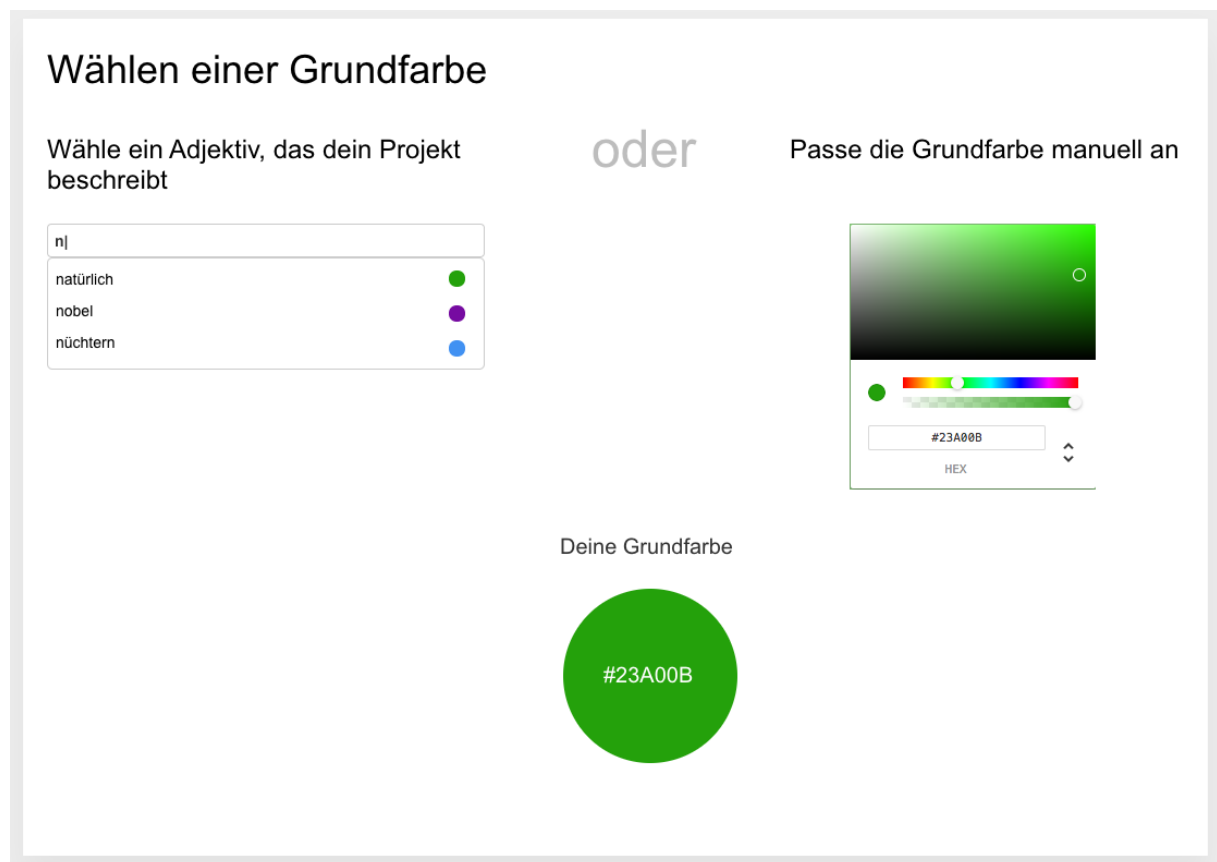 Wählen einer Grundfarbe
Wähle ein Adjektiv, das dein Projekt
beschreibt
oder
Passe die Grundfarbe manuell an
n
natürlich
nobel
nüchtern
#23A00B
HEX
Deine Grundfarbe
#23A00B